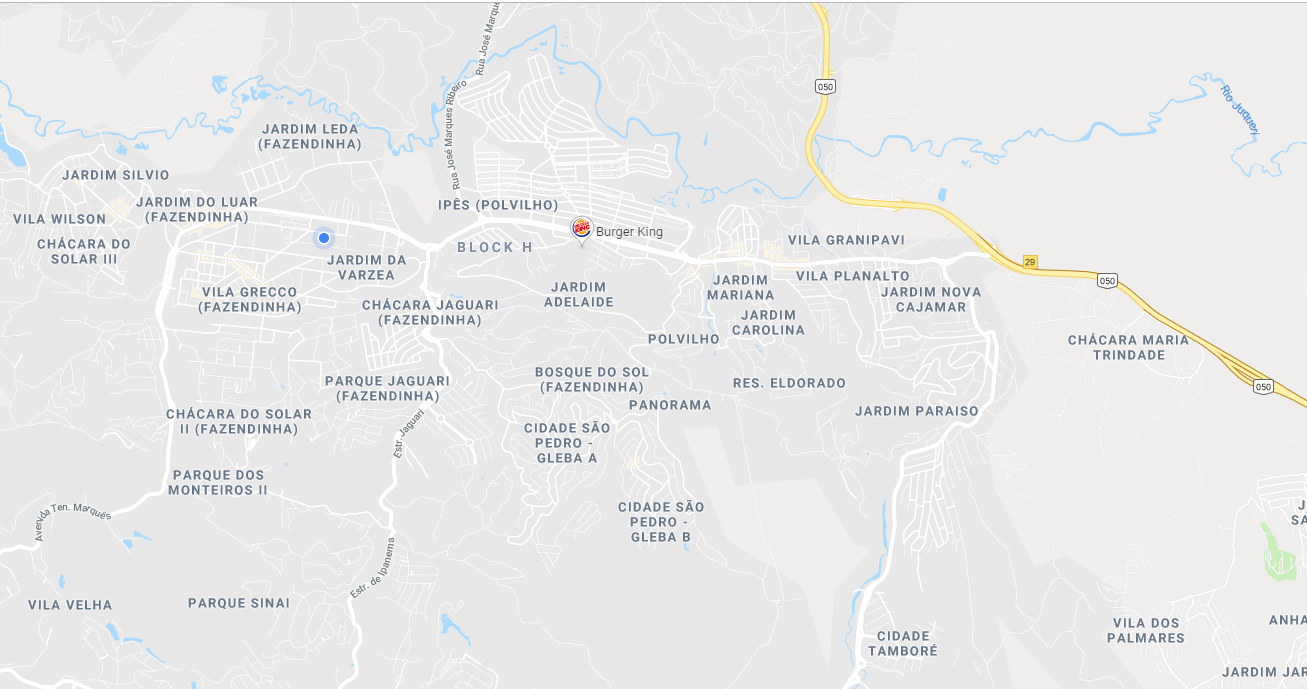 Rua José Marques
050
Rio Juqueri
Rua José Marques Ribeiro
JARDIM LEDA
(FAZENDINHA)
JARDIM SILVIO
JARDIM DO LUAR
(FAZENDINHA)
IPÊS (POLVILHO)
VILA WILSON
Burger King
CHÁCARA DO
SOLAR III
BLOCK H
VILA GRANIPAVI
JARDIM DA
VARZEA
29
050
VILA PLANALTO
JARDIM
MARIANA
JARDIM
ADELAIDE
VILA GRECCO
(FAZENDINHA)
JARDIM NOVA
CAJAMAR
CHÁCARA JAGUARI
(FAZENDINHA)
JARDIM
CAROLINA
POLVILHO
CHÁCARA MARIA
TRINDADE
BOSQUE DO SOL
(FAZENDINHA)
RES. ELDORADO
050
PARQUE JAGUARI
(FAZENDINHA)
PANORAMA
JARDIM PARAISO
CHÁCARA DO SOLAR
II (FAZENDINHA)
Estr. Jaguari
CIDADE SÃO
PEDRO -
GLEBA A
PARQUE DOS
MONTEIROS II
Avenida Ten. Marquês
CIDADE SÃO
PEDRO -
GLEBA B
J
SA
Estr. de Ipanema
VILA VELHA
PARQUE SINAI
VILA DOS
PALMARES
ANHA
CIDADE
TAMBORÉ
JARDIM JAR